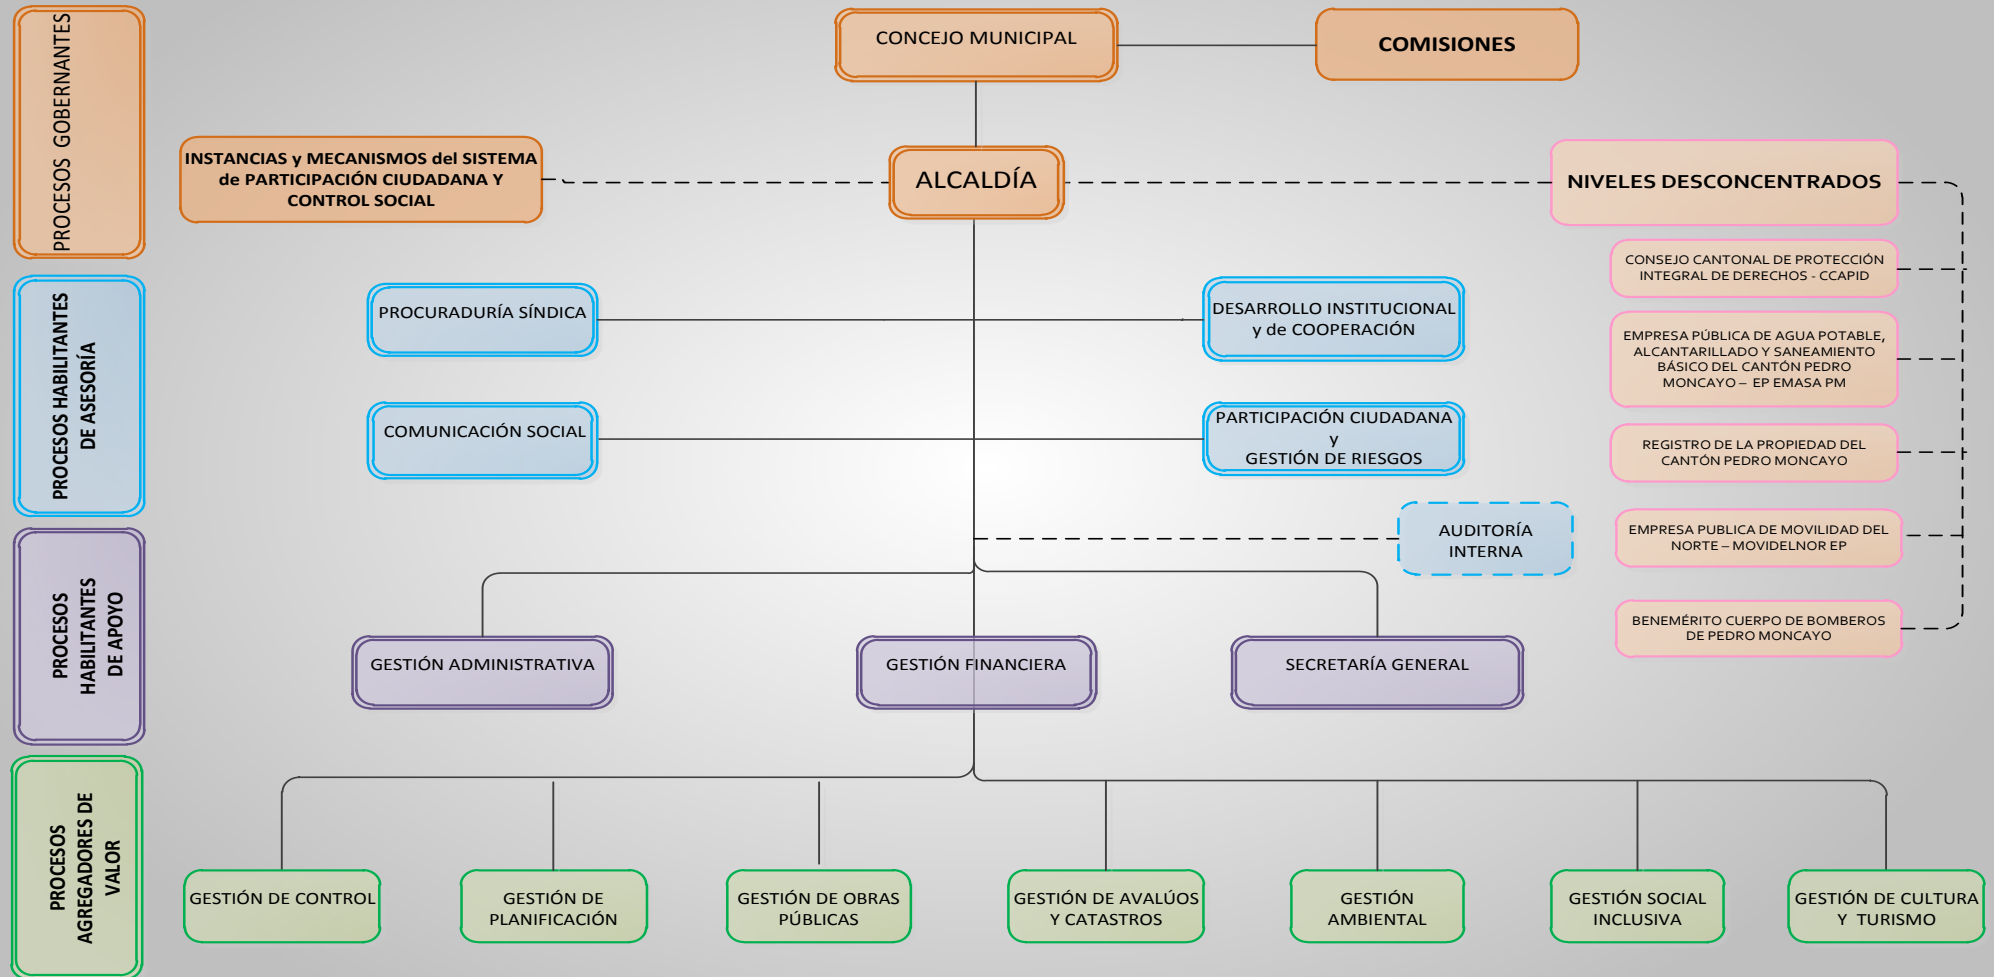 PROCESOS GOBERNANTES
CONCEJO MUNICIPAL
COMISIONES
INSTANCIAS y MECANISMOS del SISTEMA
de PARTICIPACIÓN CIUDADANA Y
CONTROL SOCIAL
ALCALDÍA
NIVELES DESCONCENTRADOS
CONSEJO CANTONAL DE PROTECCIÓN
INTEGRAL DE DERECHOS - CCAPID
EMPRESA PÚBLICA DE AGUA POTABLE,
ALCANTARILLADO Y SANEAMIENTO
BÁSICO DEL CANTÓN PEDRO
MONCAYO – EP EMASA PM
REGISTRO DE LA PROPIEDAD DEL
CANTÓN PEDRO MONCAYO
EMPRESA PUBLICA DE MOVILIDAD DEL
NORTE – MOVIDELNOR EP
BENEMÉRITO CUERPO DE BOMBEROS
DE PEDRO MONCAYO
PROCESOS HABILITANTES
DE ASESORÍA
PROCURADURÍA SÍNDICA
DESARROLLO INSTITUCIONAL
y de COOPERACIÓN
COMUNICACIÓN SOCIAL
PARTICIPACIÓN CIUDADANA
y
GESTIÓN DE RIESGOS
AUDITORÍA
INTERNA
PROCESOS
HABILITANTES
DE APOYO
GESTIÓN ADMINISTRATIVA
GESTIÓN FINANCIERA
SECRETARÍA GENERAL
PROCESOS
AGREGADORES DE
VALOR
GESTIÓN DE CONTROL
GESTIÓN DE
PLANIFICACIÓN
GESTIÓN DE OBRAS
PÚBLICAS
GESTIÓN DE AVALÚOS
Y CATASTROS
GESTIÓN
AMBIENTAL
GESTIÓN SOCIAL
INCLUSIVA
GESTIÓN DE CULTURA
Y TURISMO